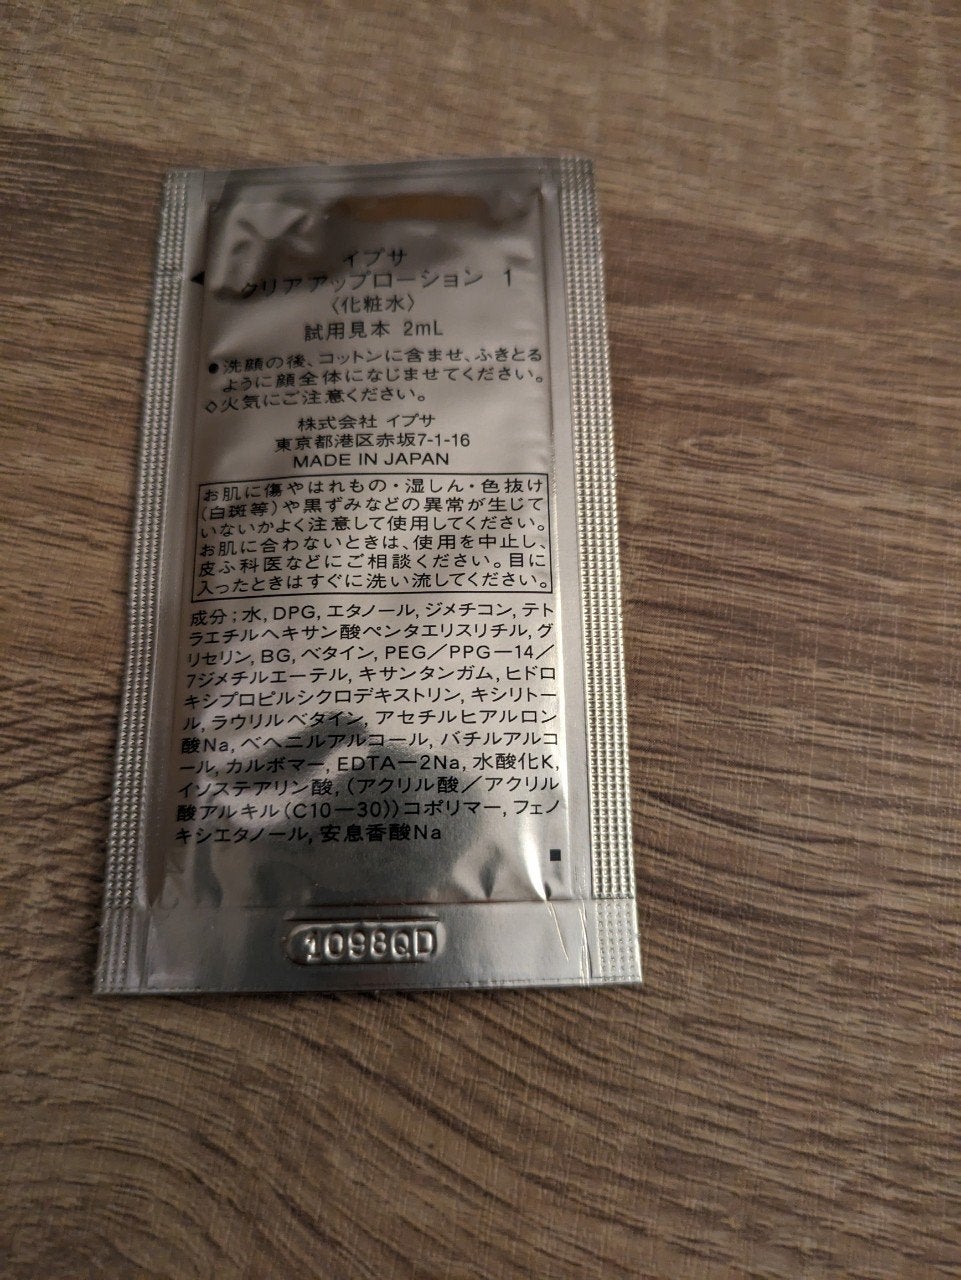 イプサ
クリアアップローション 1
〈化粧水〉
試用見本 2mL
●洗顔の後、コットンに含ませ、ふきとる
ように顔全体になじませてください。
◇火気にご注意ください。
株式会社 イプサ
東京都港区赤坂7-1-16
MADE IN JAPAN
お肌に傷やはれもの・湿しん・色抜け
(白斑等)や黒ずみなどの異常が生じて
いないかよく注意して使用してください。
お肌に合わないときは、使用を中止し、
皮ふ科医などにご相談ください。目に
入ったときはすぐに洗い流してください。
成分;水, DPG, エタノール, ジメチコン, テト
ラエチルヘキサン酸ペンタエリスリチル, グ
リセリン, BG, ベタイン, PEG/PPG-14/
7ジメチルエーテル, キサンタンガム, ヒドロ
キシプロピルシクロデキストリン, キシリトー
ル, ラウリルベタイン, アセチルヒアルロン
酸Na, ベヘニルアルコール, バチルアルコ
ール, カルボマー, EDTA-2Na, 水酸化K,
イソステアリン酸, (アクリル酸/アクリル
酸アルキル(C10-30))コポリマー, フェノ
キシエタノール, 安息香酸Na
1098QD